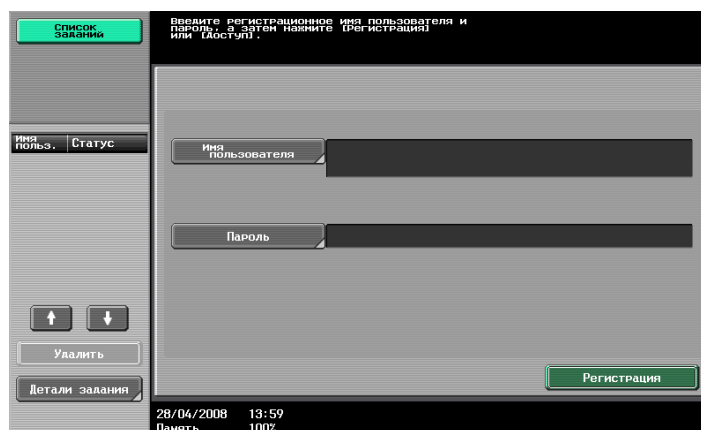 Список
заданий
Введите регистрационное имя пользователя и
пароль, а затем нажмите [Регистрация]
или [Доступ].
Имя
польз.
Статус
Имя
пользователя
Пароль
Удалить
Детали задания
Регистрация
28/04/2008 13:59
Память 100%